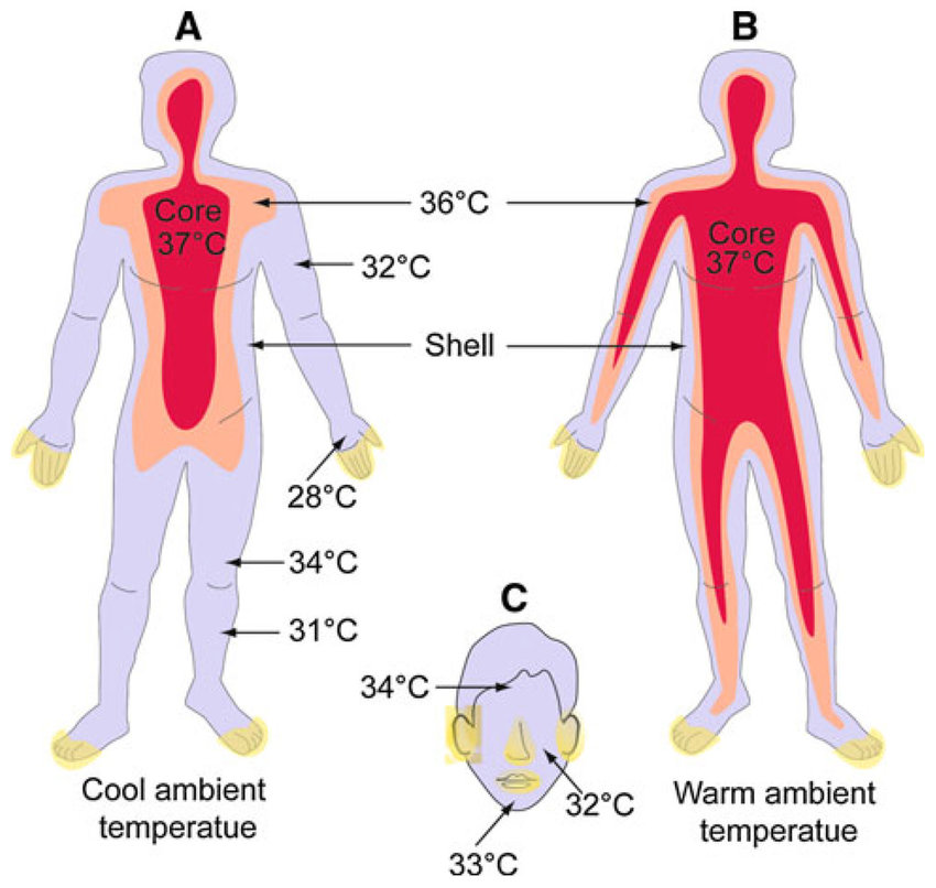 A
B
Core
37°C
36°C
Core
37°C
32°C
Shell
28°C
34°C
31°C
C
34°C
32°C
33°C
Cool ambient
temperatue
Warm ambient
temperatue